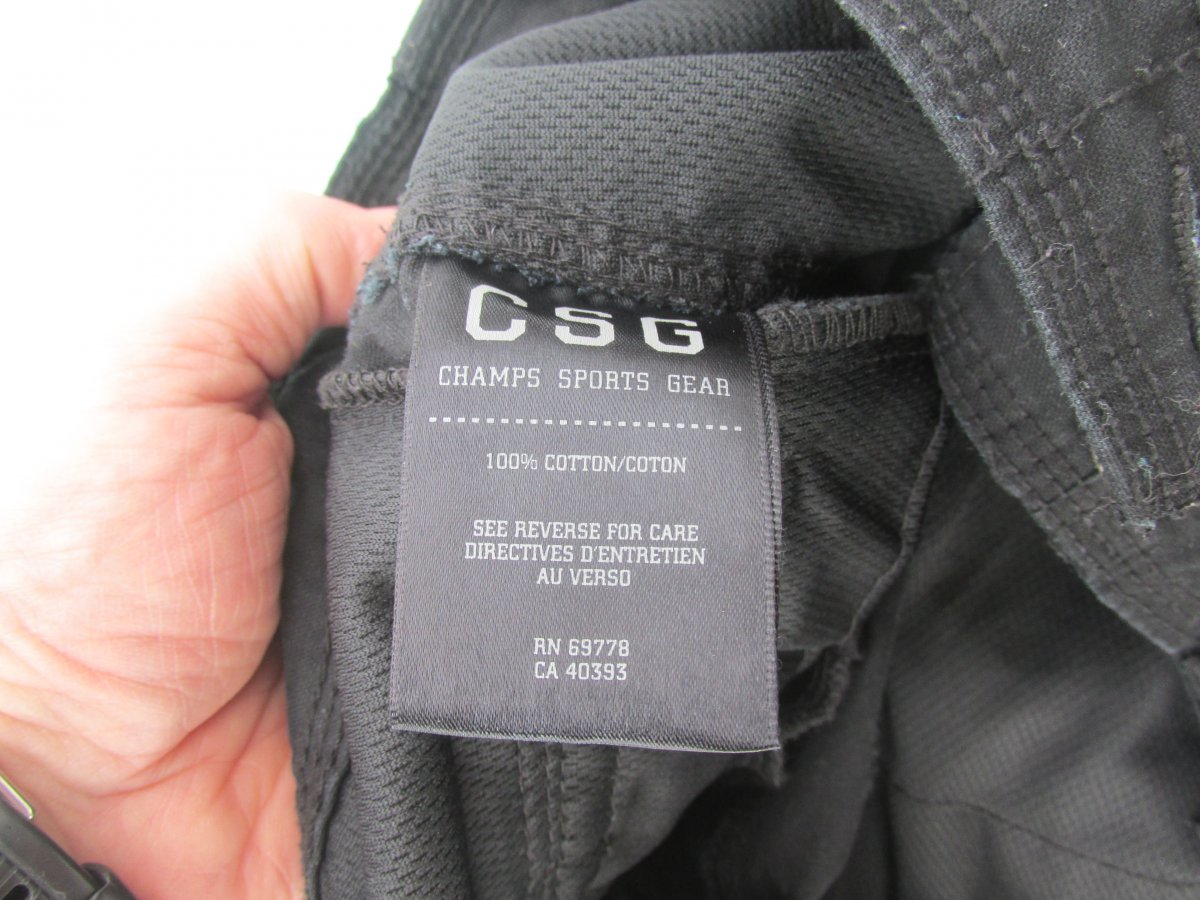 CSG
CHAMPS SPORTS GEAR
100% COTTON/COTON
SEE REVERSE FOR CARE
DIRECTIVES D'ENTRETIEN
AU VERSO
RN 69778
CA 40393